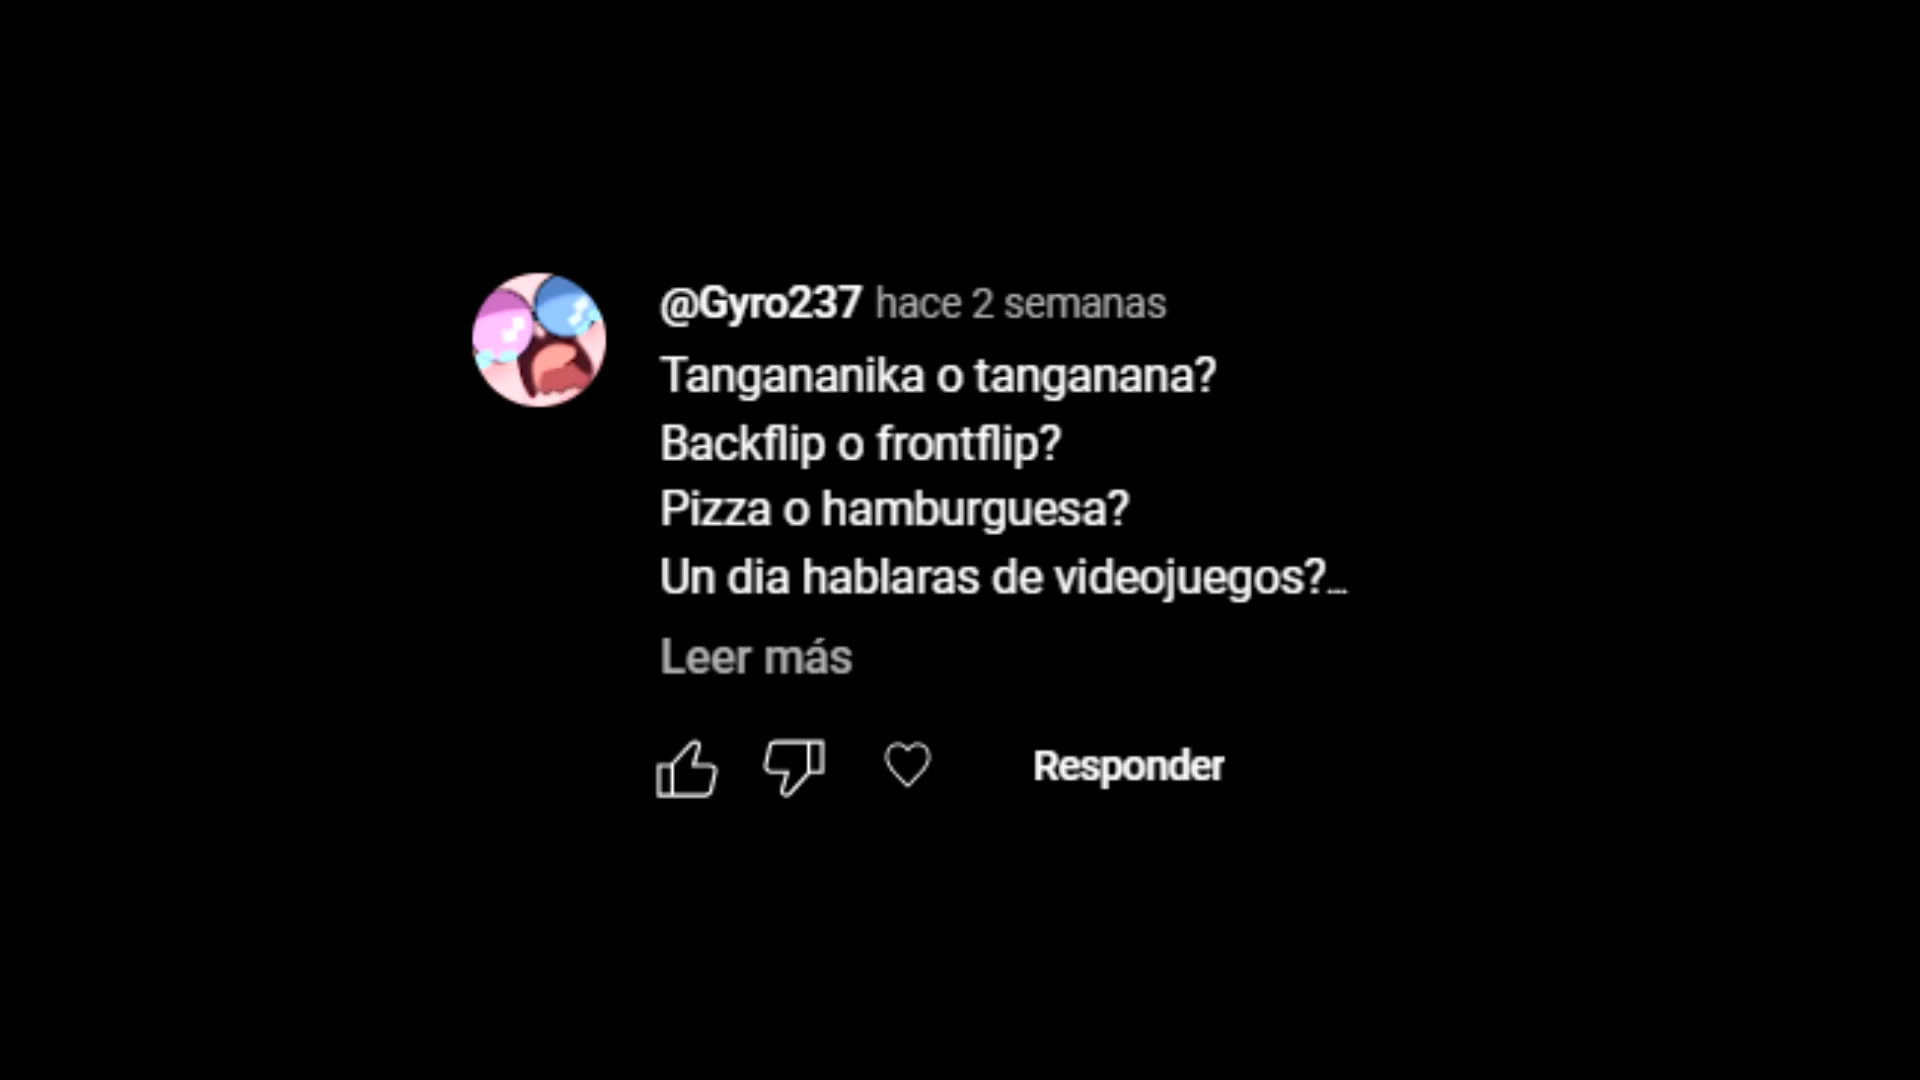 @Gyro237 hace 2 semanas
Tangananika o tanganana?
Backflip o frontflip?
Pizza o hamburguesa?
Un dia hablaras de videojuegos?...
Leer más
Responder